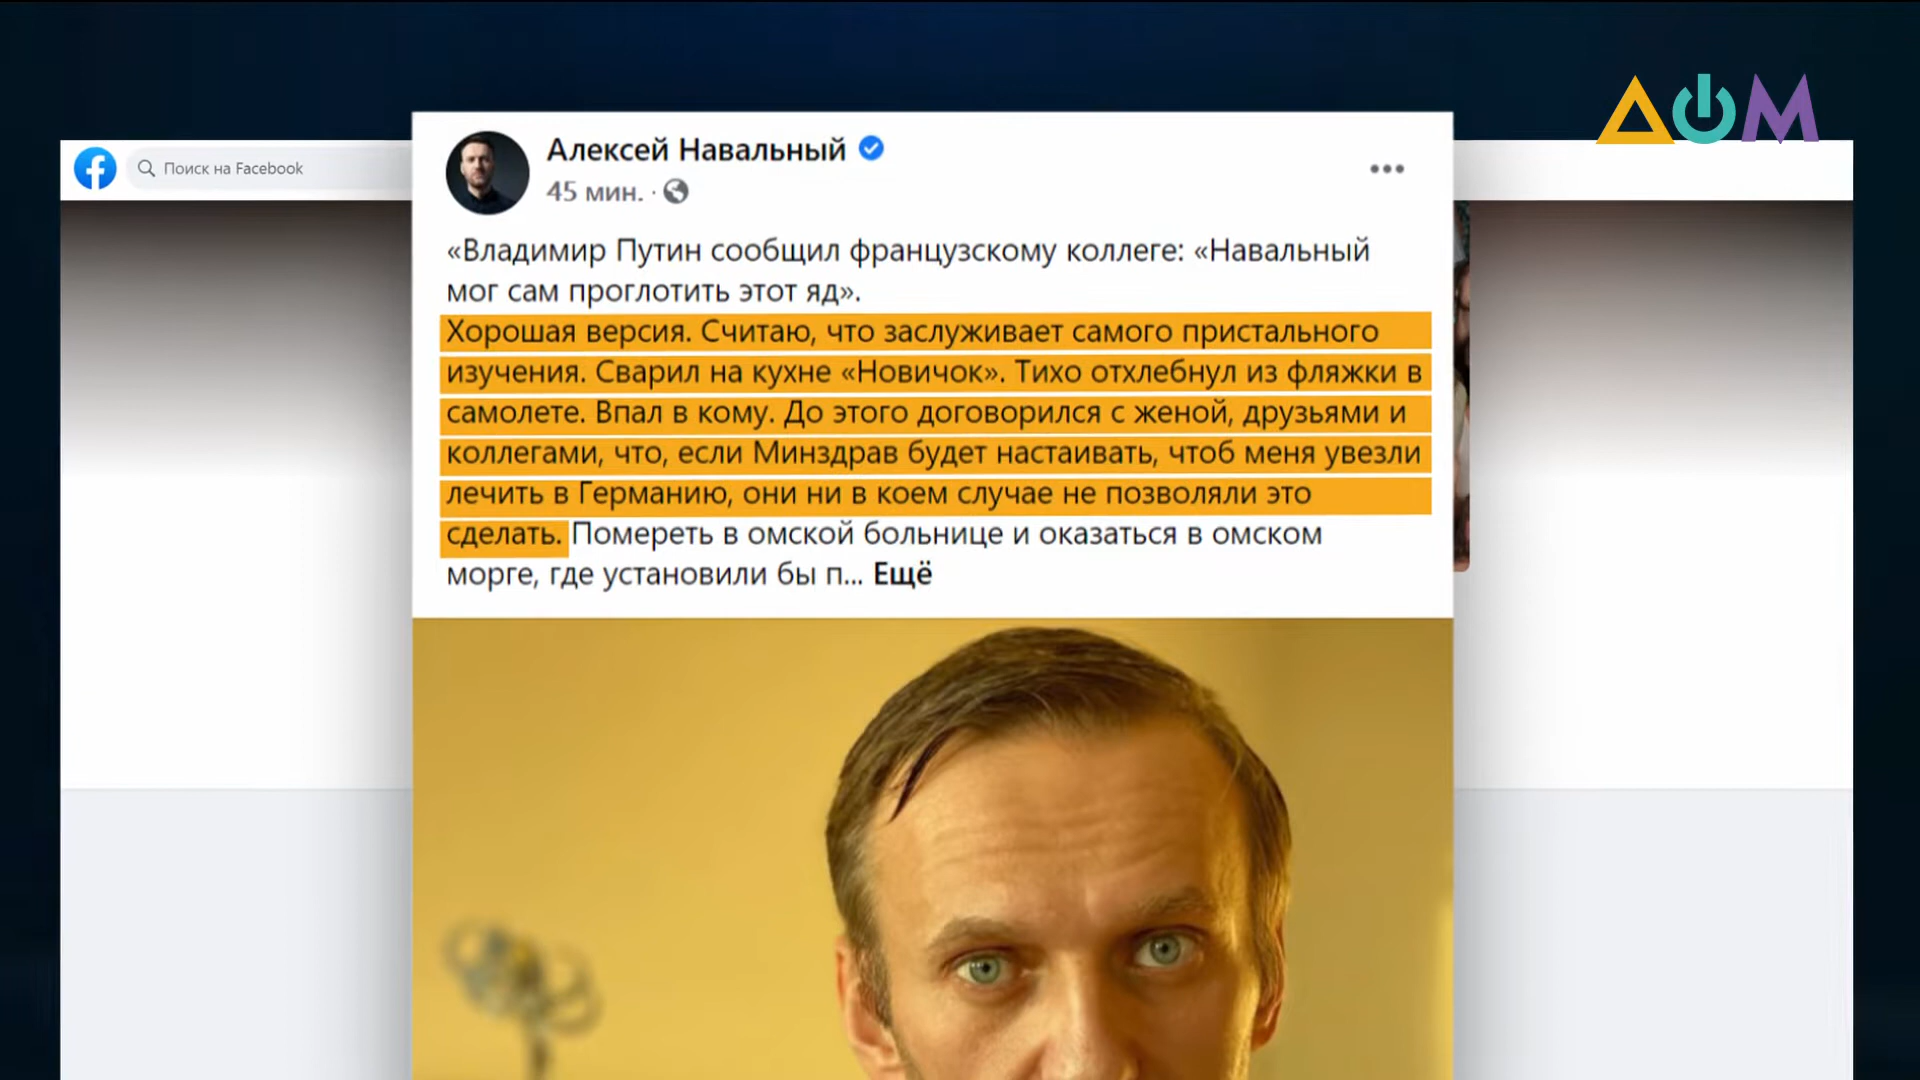 ДОМ
Поиск на Facebook
Алексей Навальный
45 мин. ·
«Владимир Путин сообщил французскому коллеге: «Навальный
мог сам проглотить этот яд».
Хорошая версия. Считаю, что заслуживает самого пристального
изучения. Сварил на кухне «Новичок». Тихо отхлебнул из фляжки в
самолете. Впал в кому. До этого договорился с женой, друзьями и
коллегами, что, если Минздрав будет настаивать, чтоб меня увезли
лечить в Германию, они ни в коем случае не позволяли это
сделать. Помереть в омской больнице и оказаться в омском
морге, где установили бы п... Ещё